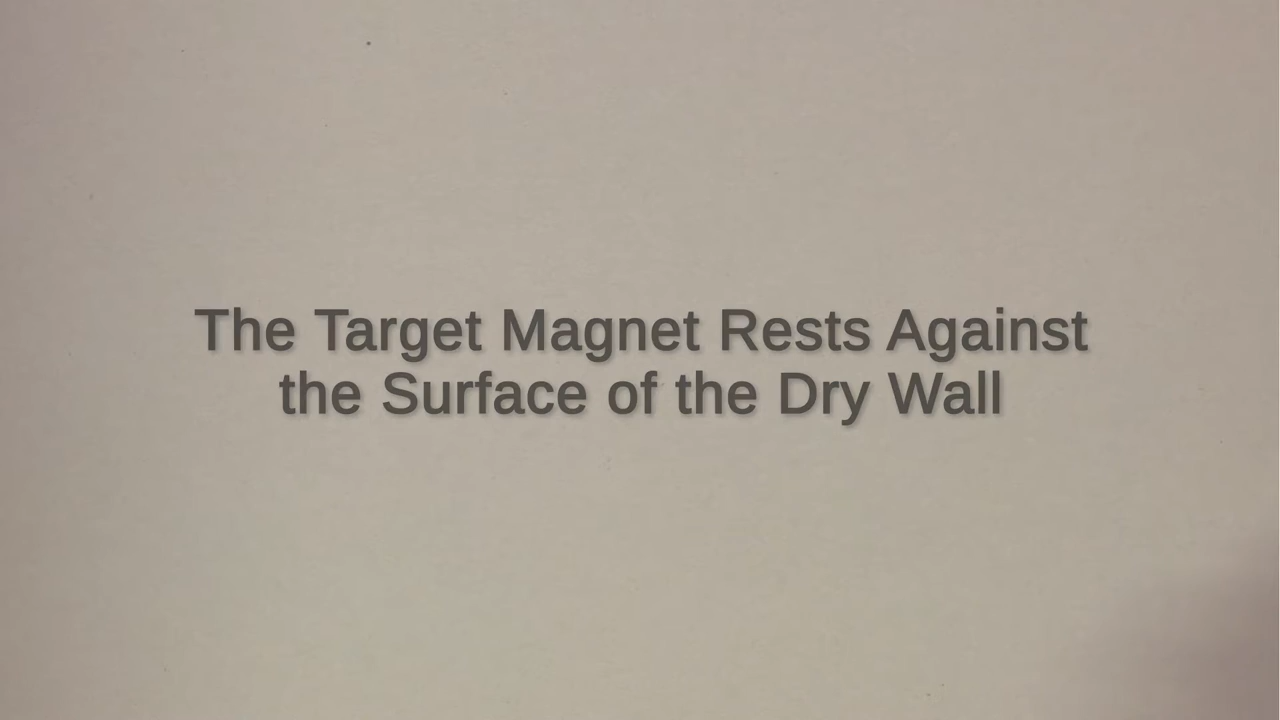 The Target Magnet Rests Against
the Surface of the Dry Wall